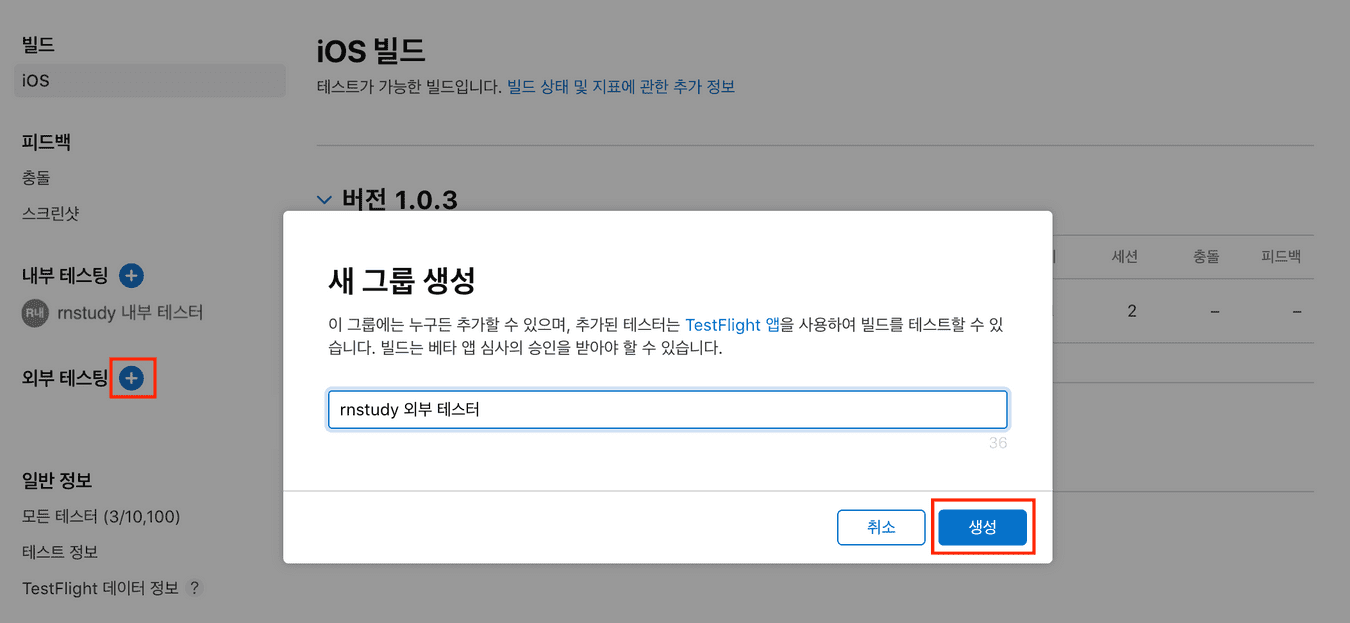 빌드
iOS
피드백
충돌
스크린샷
내부 테스팅
R내 rnstudy 내부 테스터
외부 테스팅
일반 정보
모든 테스터 (3/10,100)
테스트 정보
TestFlight 데이터 정보 ?
iOS 빌드
테스트가 가능한 빌드입니다. 빌드 상태 및 지표에 관한 추가 정보
버전 1.0.3
세션 충돌 피드백
2 – –
새 그룹 생성
이 그룹에는 누구든 추가할 수 있으며, 추가된 테스터는 TestFlight 앱을 사용하여 빌드를 테스트할 수 있
습니다. 빌드는 베타 앱 심사의 승인을 받아야 할 수 있습니다.
rnstudy 외부 테스터
36
취소 생성